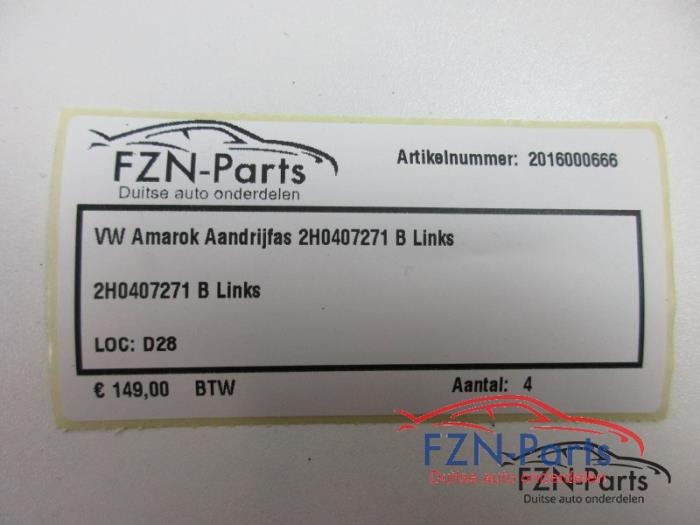 FZN-Parts
Duitse auto onderdelen
Artikelnummer: 2016000666
VW Amarok Aandrijfas 2H0407271 B Links
2H0407271 B Links
LOC: D28
€ 149,00 BTW
Aantal: 4
FZN-Parts
Duitse auto onderdelen
FZN-Parts
Duitse auto onderdelen